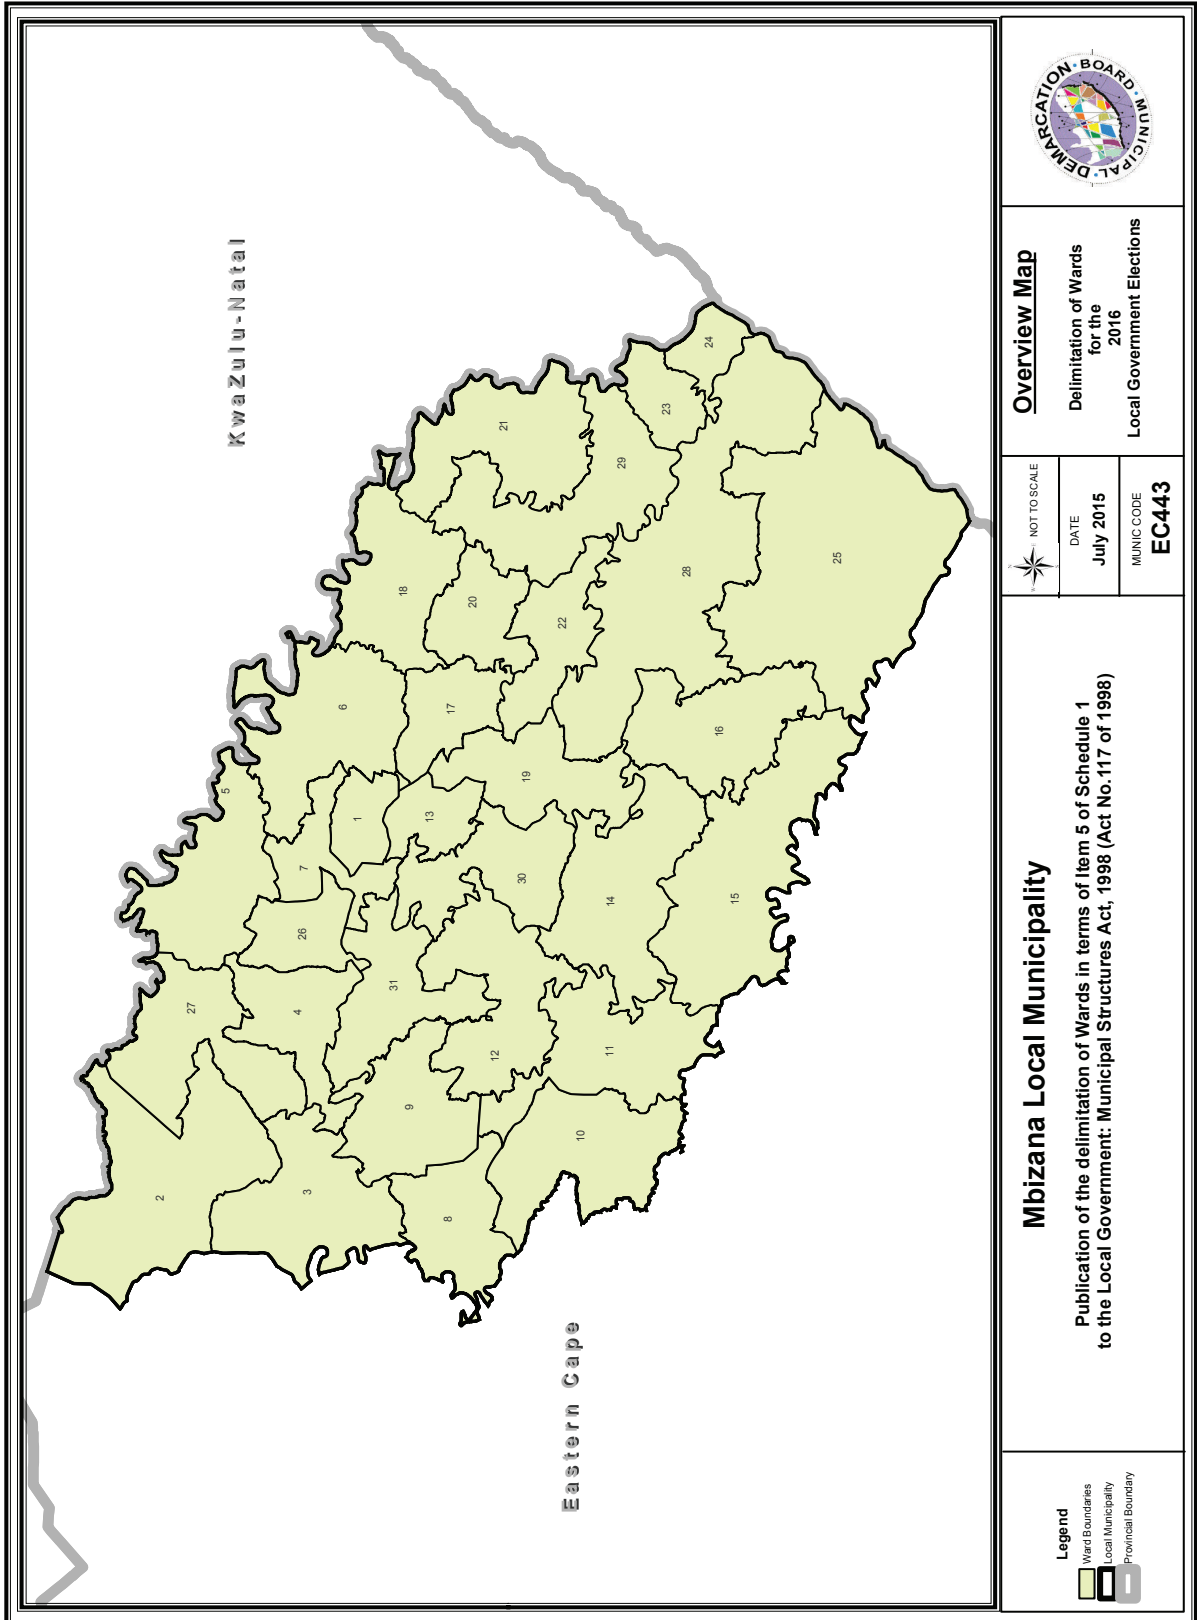 KwaZulu-Natal
Eastern Cape
2
27
5
3
4
26
7
1
6
8
9
31
13
17
18
10
12
30
19
20
21
11
14
22
29
23
24
15
16
28
25
Legend
Ward Boundaries
Local Municipality
Provincial Boundary
Mbizana Local Municipality
Publication of the delimitation of Wards in terms of Item 5 of Schedule 1
to the Local Government: Municipal Structures Act, 1998 (Act No.117 of 1998)
NOT TO SCALE
DATE
July 2015
MUNIC CODE
EC443
Overview Map
Delimitation of Wards
for the
2016
Local Government Elections
MUNICIPAL · DEMARCATION · BOARD ·